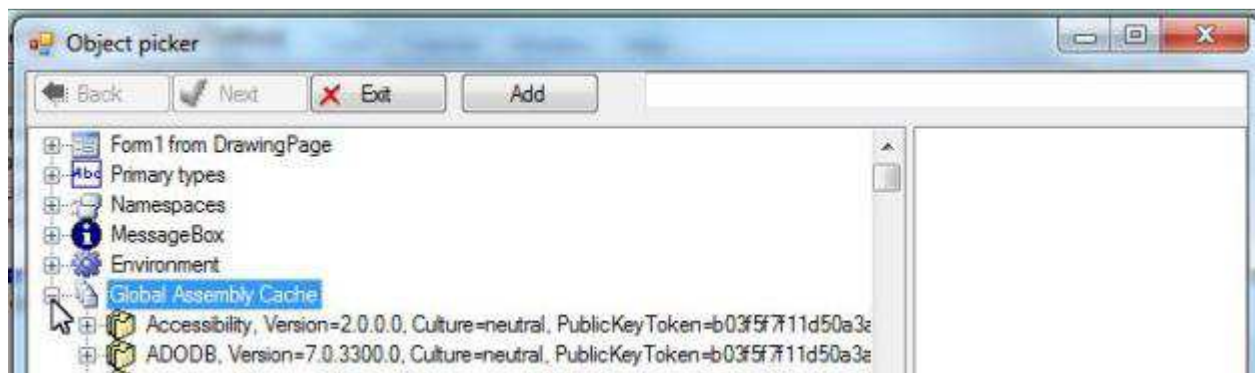 Object picker
Back Next Exit Add
Form1 from DrawingPage
Abc Primary types
Namespaces
MessageBox
Environment
Global Assembly Cache
Accessibility, Version=2.0.0.0, Culture=neutral, PublicKeyToken=b03f5f7f11d50a3a
ADODB, Version=7.0.3300.0, Culture=neutral, PublicKeyToken=b03f5f7f11d50a3a